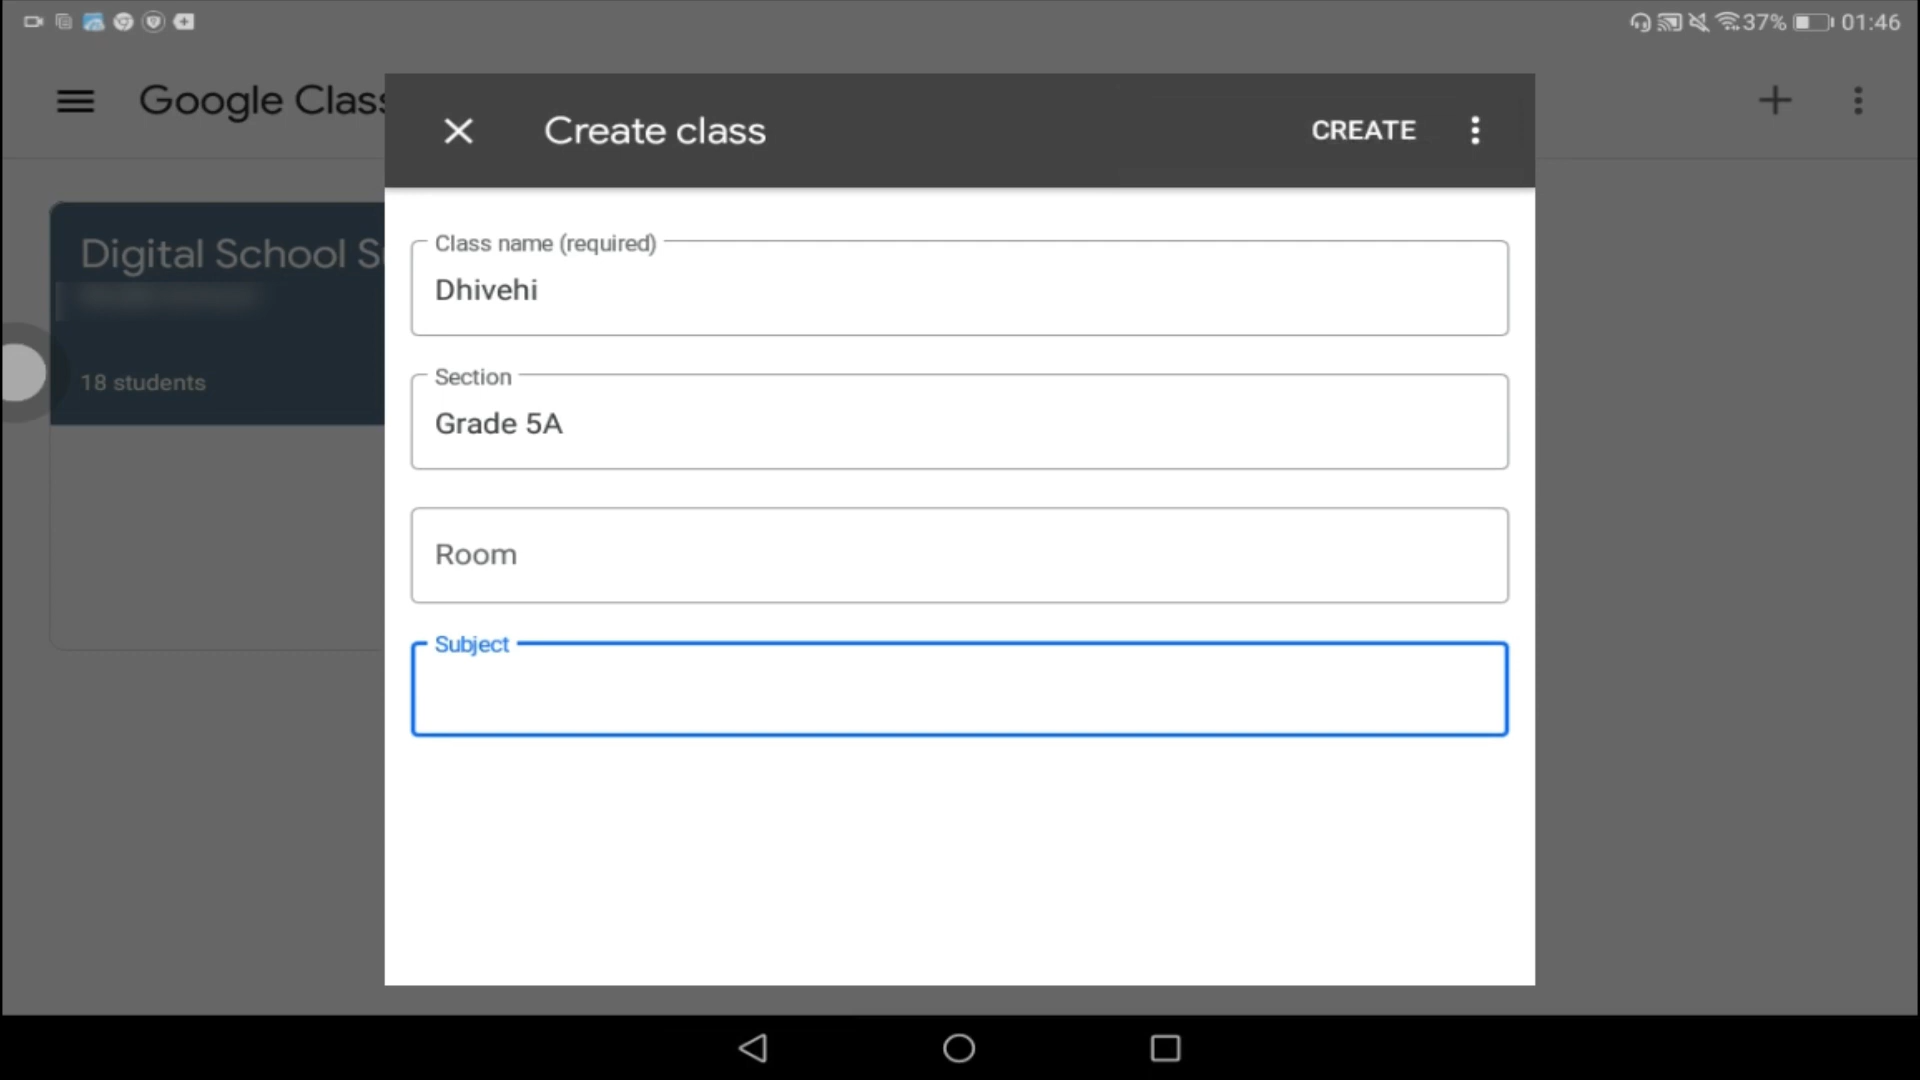 37% 01:46
Google Clas
Create class
CREATE
Digital School S
18 students
Class name (required)
Dhivehi
Section
Grade 5A
Room
Subject